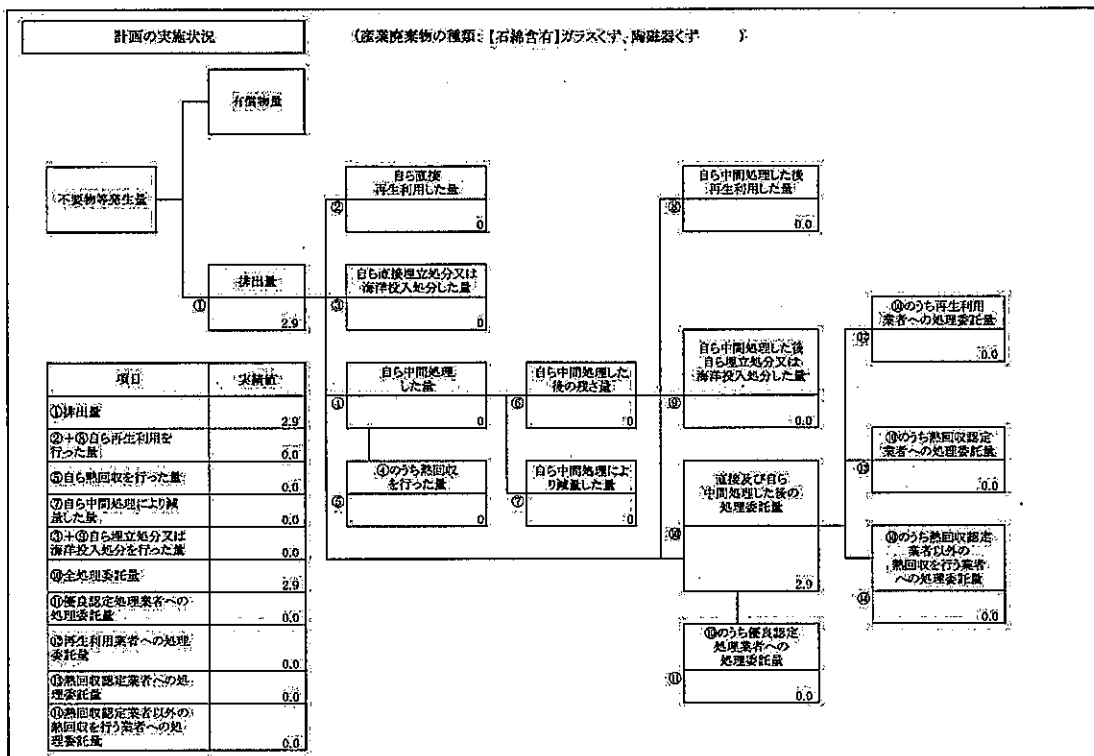 計画の実施状況
（産業廃棄物の種類：[石綿含有]ガラスくず、陶磁器くず ）
有償物量
不要物等発生量
排出量
①
2.9
自ら直接
再生利用した量
②
0
自ら直接埋立処分又は
海洋投入処分した量
③
0
自ら中間処理
した量
④
0
④のうち熱回収
を行った量
⑤
0
自ら中間処理した
後の残さ量
⑥
0
自ら中間処理によ
り減量した量
⑦
0
自ら中間処理した後
再生利用した量
⑧
0.0
自ら中間処理した後
自ら埋立処分又は
海洋投入処分した量
⑨
0.0
直接及び自ら
中間処理した後の
処理委託量
⑩
2.9
⑩のうち優良認定
処理業者への
処理委託量
⑪
0.0
⑩のうち再生利用
業者への処理委託量
⑫
0.0
⑩のうち熱回収認定
業者への処理委託量
⑬
0.0
⑩のうち熱回収認定
業者以外の
熱回収を行う業者
への処理委託量
⑭
0.0
項目 実績値
①排出量 2.9
②+⑧自ら再生利用を
行った量 0.0
⑤自ら熱回収を行った量 0.0
⑦自ら中間処理により減
量した量 0.0
③+⑨自ら埋立処分又は
海洋投入処分を行った量 0.0
⑩全処理委託量 2.9
⑪優良認定処理業者への
処理委託量 0.0
⑫再生利用業者への処理
委託量 0.0
⑬熱回収認定業者への処
理委託量 0.0
⑭熱回収認定業者以外の
熱回収を行う業者への処
理委託量 0.0